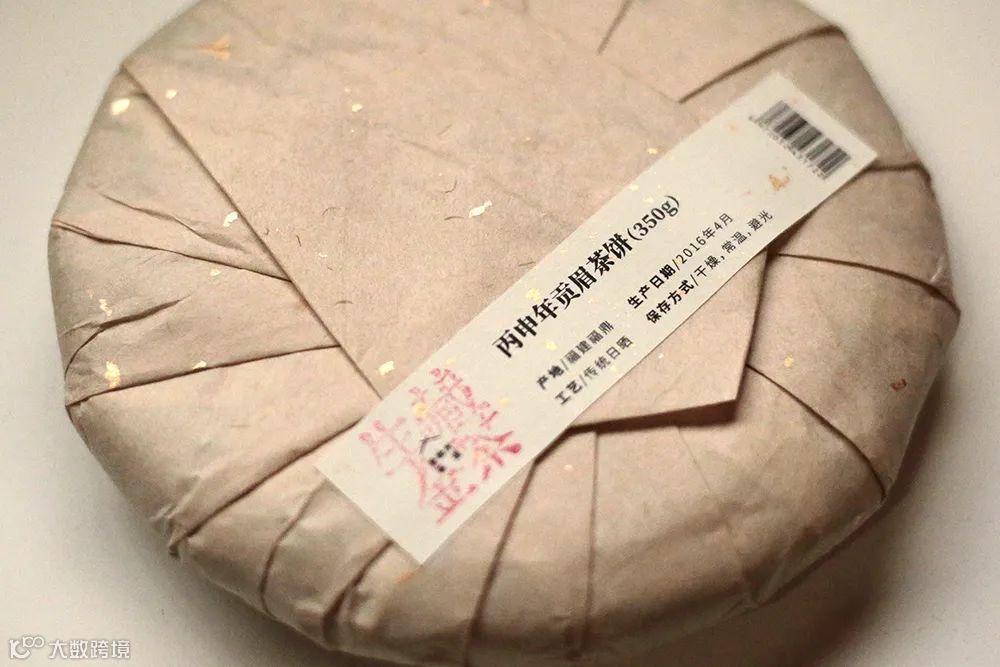 丙申年贡眉茶饼(350g)
产地/福建福鼎
生产日期/2016年4月
工艺/传统日晒
保存方式/干燥,常温,避光
大数跨境